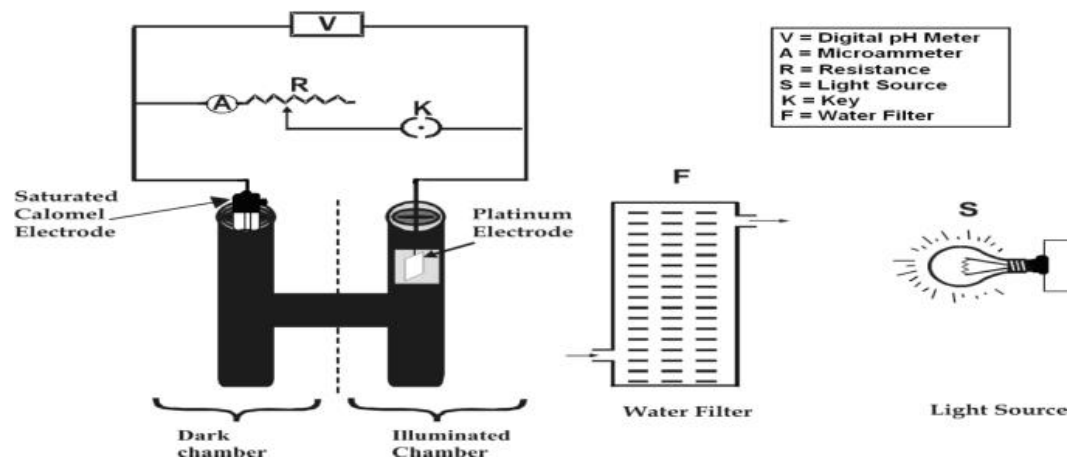 V
V = Digital pH Meter
A = Microammeter
R = Resistance
S = Light Source
K = Key
F = Water Filter
R
A
K
Saturated
Calomel
Electrode
Platinum
Electrode
F
S
Dark
chamber
Illuminated
Chamber
Water Filter
Light Source